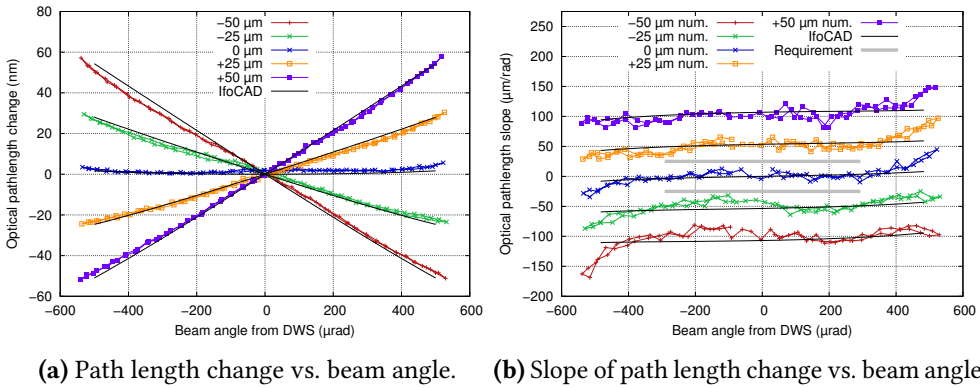 80
60
40
20
0
−20
−40
−60
−600 −400 −200 0 200 400 600
Optical pathlength change (nm)
Beam angle from DWS (μrad)
−50 μm
−25 μm
0 μm
+25 μm
+50 μm
IfoCAD
(a) Path length change vs. beam angle.
250
200
150
100
50
0
−50
−100
−150
−200
−600 −400 −200 0 200 400 600
Optical pathlength slope (μm/rad)
Beam angle from DWS (μrad)
−50 μm num.
−25 μm num.
0 μm num.
+25 μm num.
+50 μm num.
IfoCAD
Requirement
(b) Slope of path length change vs. beam angle